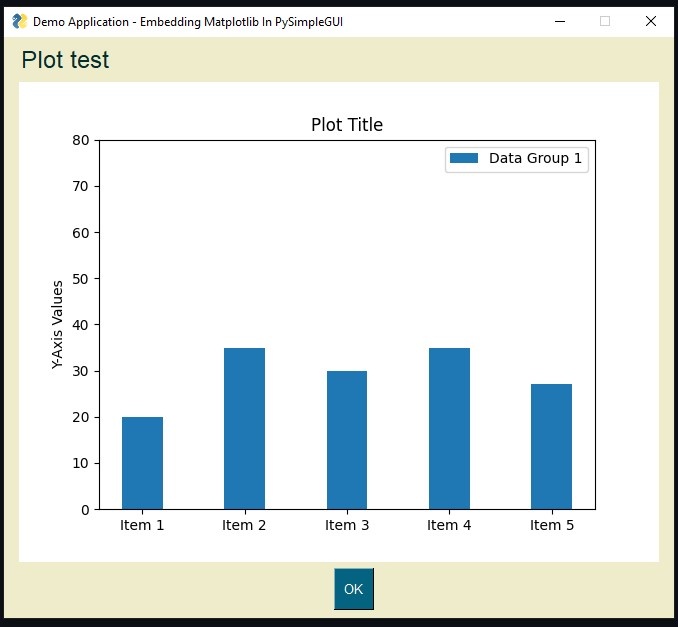 Demo Application - Embedding Matplotlib In PySimpleGUI
Plot test
Plot Title
Data Group 1
80
70
60
50
40
30
20
10
0
Y-Axis Values
Item 1 Item 2 Item 3 Item 4 Item 5
OK